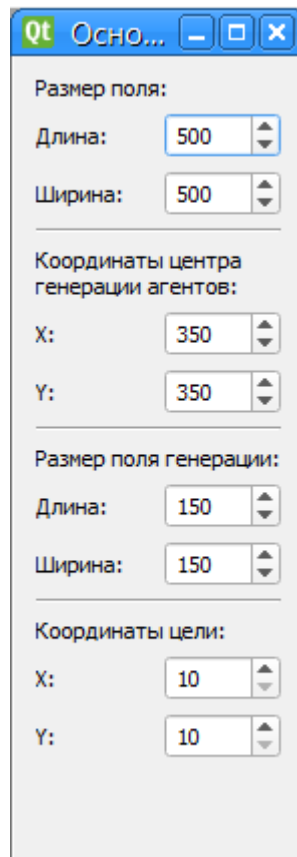 Qt Осно...
Размер поля:
Длина: 500
Ширина: 500
Координаты центра
генерации агентов:
X: 350
Y: 350
Размер поля генерации:
Длина: 150
Ширина: 150
Координаты цели:
X: 10
Y: 10